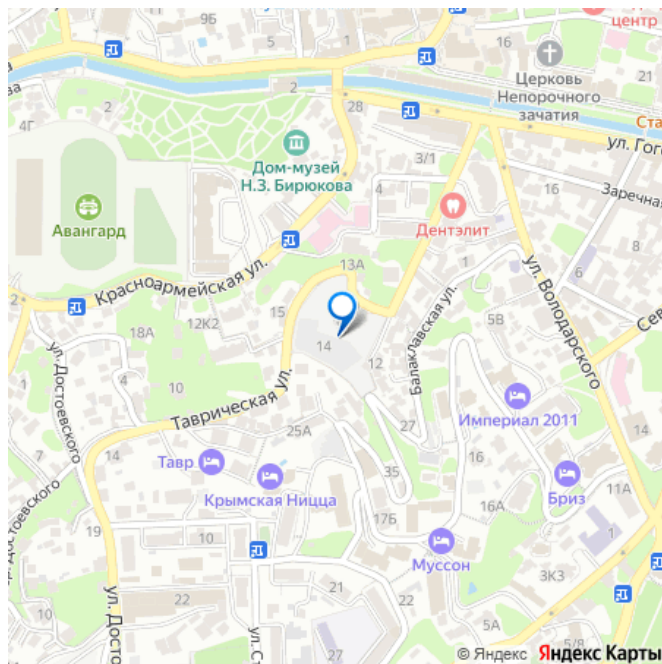 9Б
16
центр
Церковь
Непорочного
зачатия
21
2
2
28
4Г
3/1
Ста
ул. Гог
Дом-музей
Н.З. Бирюкова
Заречная
16
Авангард
Дентэлит
8
13А
1
6
Красноармейская ул.
ул. Володарского
2
15
12К2
18А
14
12
Балаклавская ул.
5В
Сев
ул. Достоевского
10
Таврическая ул.
Империал 2011
25А
27
7
14
Тавр
35
16
Крымская Ницца
16А
Бриз
11А
Достоевского
19
10
17Б
1
Муссон
ул. Дост
21
3К3
22
22
10
ул. Ст
5А
27
5/8
© Яндекс Яндекс Карты